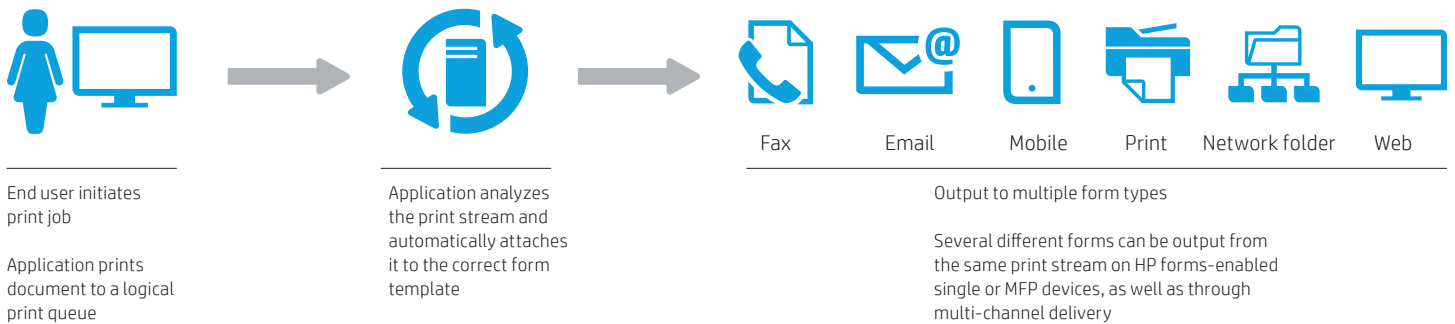 @
Fax
Email
Mobile
Print
Network folder
Web
End user initiates
print job
Application prints
document to a logical
print queue
Application analyzes
the print stream and
automatically attaches
it to the correct form
template
Output to multiple form types
Several different forms can be output from
the same print stream on HP forms-enabled
single or MFP devices, as well as through
multi-channel delivery